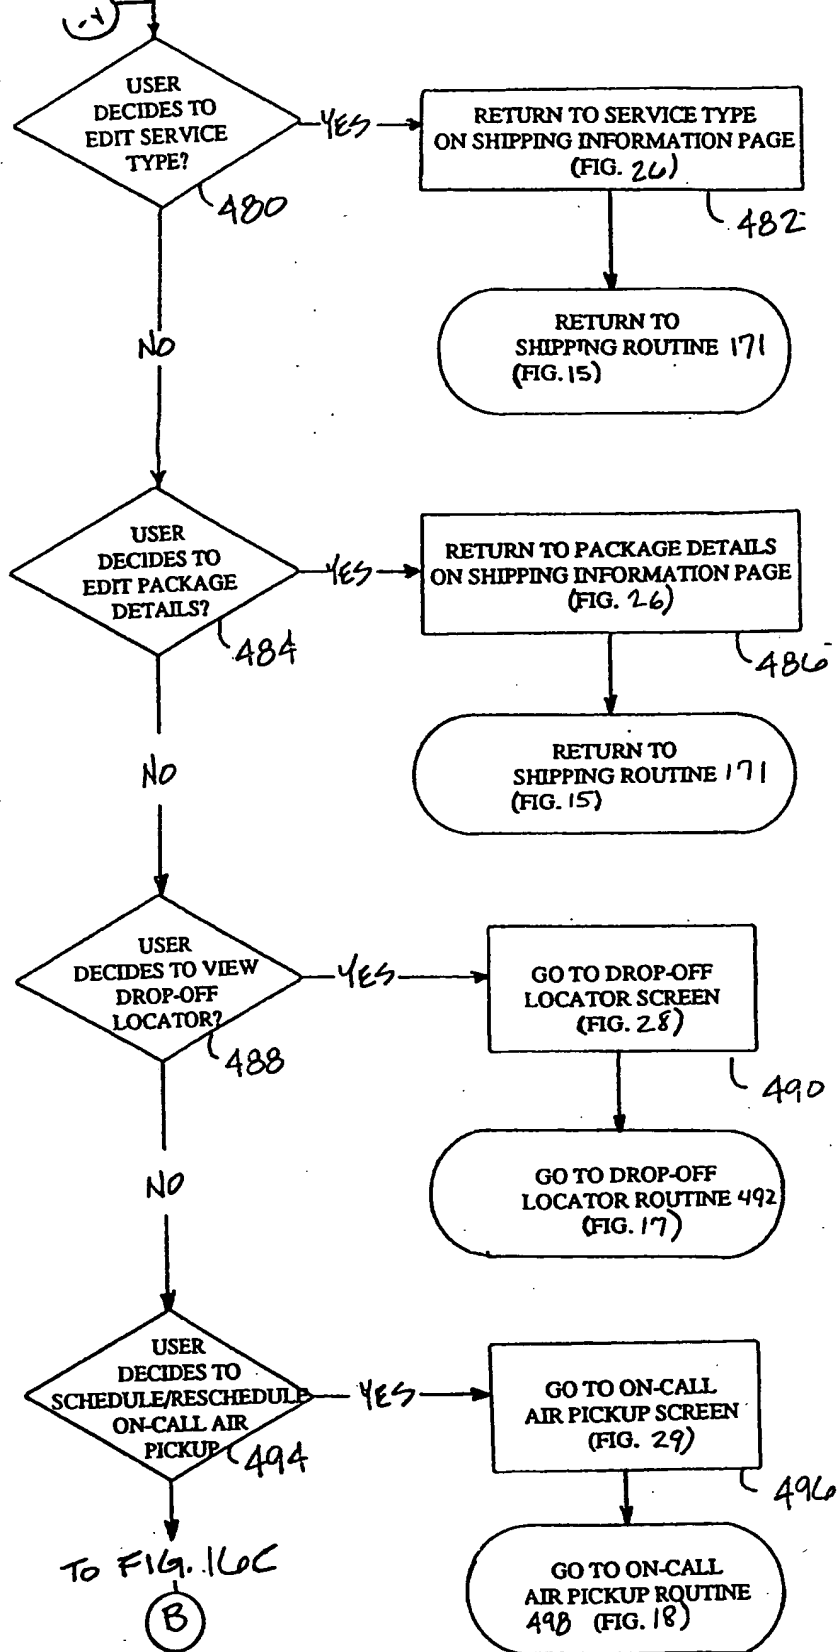 USER
DECIDES TO
EDIT SERVICE
TYPE?
480
YES
RETURN TO SERVICE TYPE
ON SHIPPING INFORMATION PAGE
(FIG. 26)
482
RETURN TO
SHIPPING ROUTINE 171
(FIG. 15)
NO
USER
DECIDES TO
EDIT PACKAGE
DETAILS?
484
YES
RETURN TO PACKAGE DETAILS
ON SHIPPING INFORMATION PAGE
(FIG. 26)
486
RETURN TO
SHIPPING ROUTINE 171
(FIG. 15)
NO
USER
DECIDES TO VIEW
DROP-OFF
LOCATOR?
488
YES
GO TO DROP-OFF
LOCATOR SCREEN
(FIG. 28)
490
GO TO DROP-OFF
LOCATOR ROUTINE 492
(FIG. 17)
NO
USER
DECIDES TO
SCHEDULE/RESCHEDULE
ON-CALL AIR
PICKUP
494
YES
GO TO ON-CALL
AIR PICKUP SCREEN
(FIG. 29)
496
GO TO ON-CALL
AIR PICKUP ROUTINE
498 (FIG. 18)
TO FIG. 16C
B